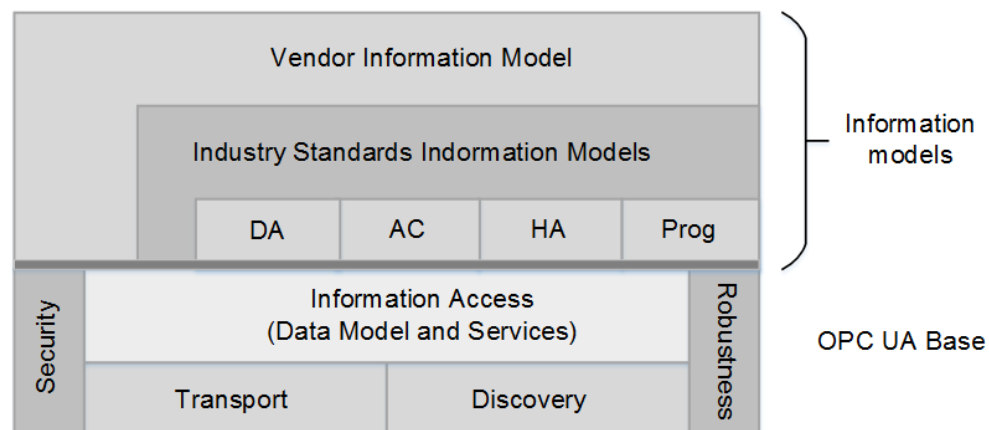 Vendor Information Model
Industry Standards Indormation Models
DA
AC
HA
Prog
Information
models
Security
Information Access
(Data Model and Services)
Robustness
OPC UA Base
Transport
Discovery